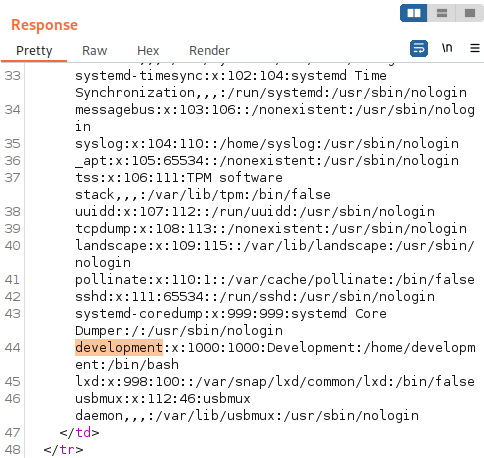 Response
Pretty Raw Hex Render \n
33 systemd-timesync:x:102:104:systemd Time
Synchronization,,,:/run/systemd:/usr/sbin/nologin
34 messagebus:x:103:106::/nonexistent:/usr/sbin/nolog
in
35 syslog:x:104:110::/home/syslog:/usr/sbin/nologin
36 _apt:x:105:65534::/nonexistent:/usr/sbin/nologin
37 tss:x:106:111:TPM software
stack,,,:/var/lib/tpm:/bin/false
38 uuidd:x:107:112::/run/uuidd:/usr/sbin/nologin
39 tcpdump:x:108:113::/nonexistent:/usr/sbin/nologin
40 landscape:x:109:115::/var/lib/landscape:/usr/sbin/
nologin
41 pollinate:x:110:1::/var/cache/pollinate:/bin/false
42 sshd:x:111:65534::/run/sshd:/usr/sbin/nologin
43 systemd-coredump:x:999:999:systemd Core
Dumper:/:/usr/sbin/nologin
44 development:x:1000:1000:Development:/home/developm
ent:/bin/bash
45 lxd:x:998:100::/var/snap/lxd/common/lxd:/bin/false
46 usbmux:x:112:46:usbmux
daemon,,,:/var/lib/usbmux:/usr/sbin/nologin
47 </td>
48 </tr>